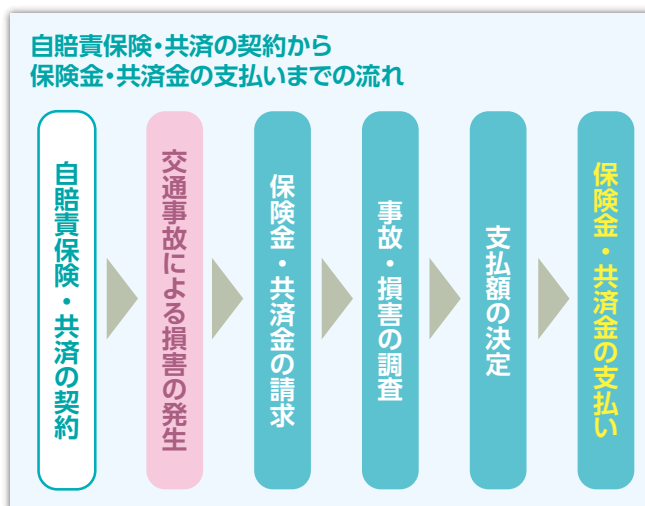 自賠責保険・共済の契約から
保険金・共済金の支払いまでの流れ
自賠責保険・共済の契約
交通事故による損害の発生
保険金・共済金の請求
事故・損害の調査
支払額の決定
保険金・共済金の支払い